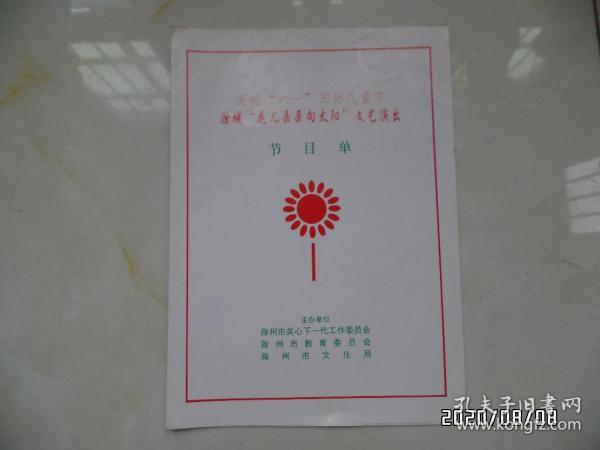 庆祝“六一”国际儿童节
滁城“花儿朵朵向太阳”文艺演出
节目单
主办单位
滁州市关心下一代工作委员会
滁州市教育委员会
滁州市文化局
孔夫子旧書网
www.kongfz.com
2020/08/08